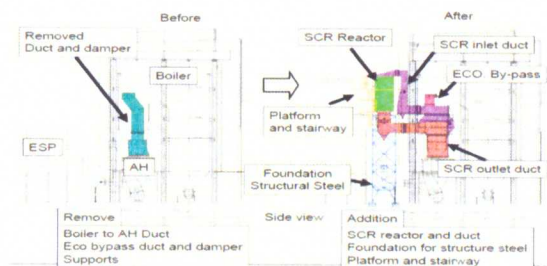 Before
After
Removed
Duct and damper
Boiler
SCR Reactor
SCR inlet duct
ECO. By-pass
Platform
and stairway
ESP
AH
Foundation
Structural Steel
SCR outlet duct
Remove
Boiler to AH Duct
Eco bypass duct and damper
Supports
Side view
Addition
SCR reactor and duct
Foundation for structure steel
Platform and stairway